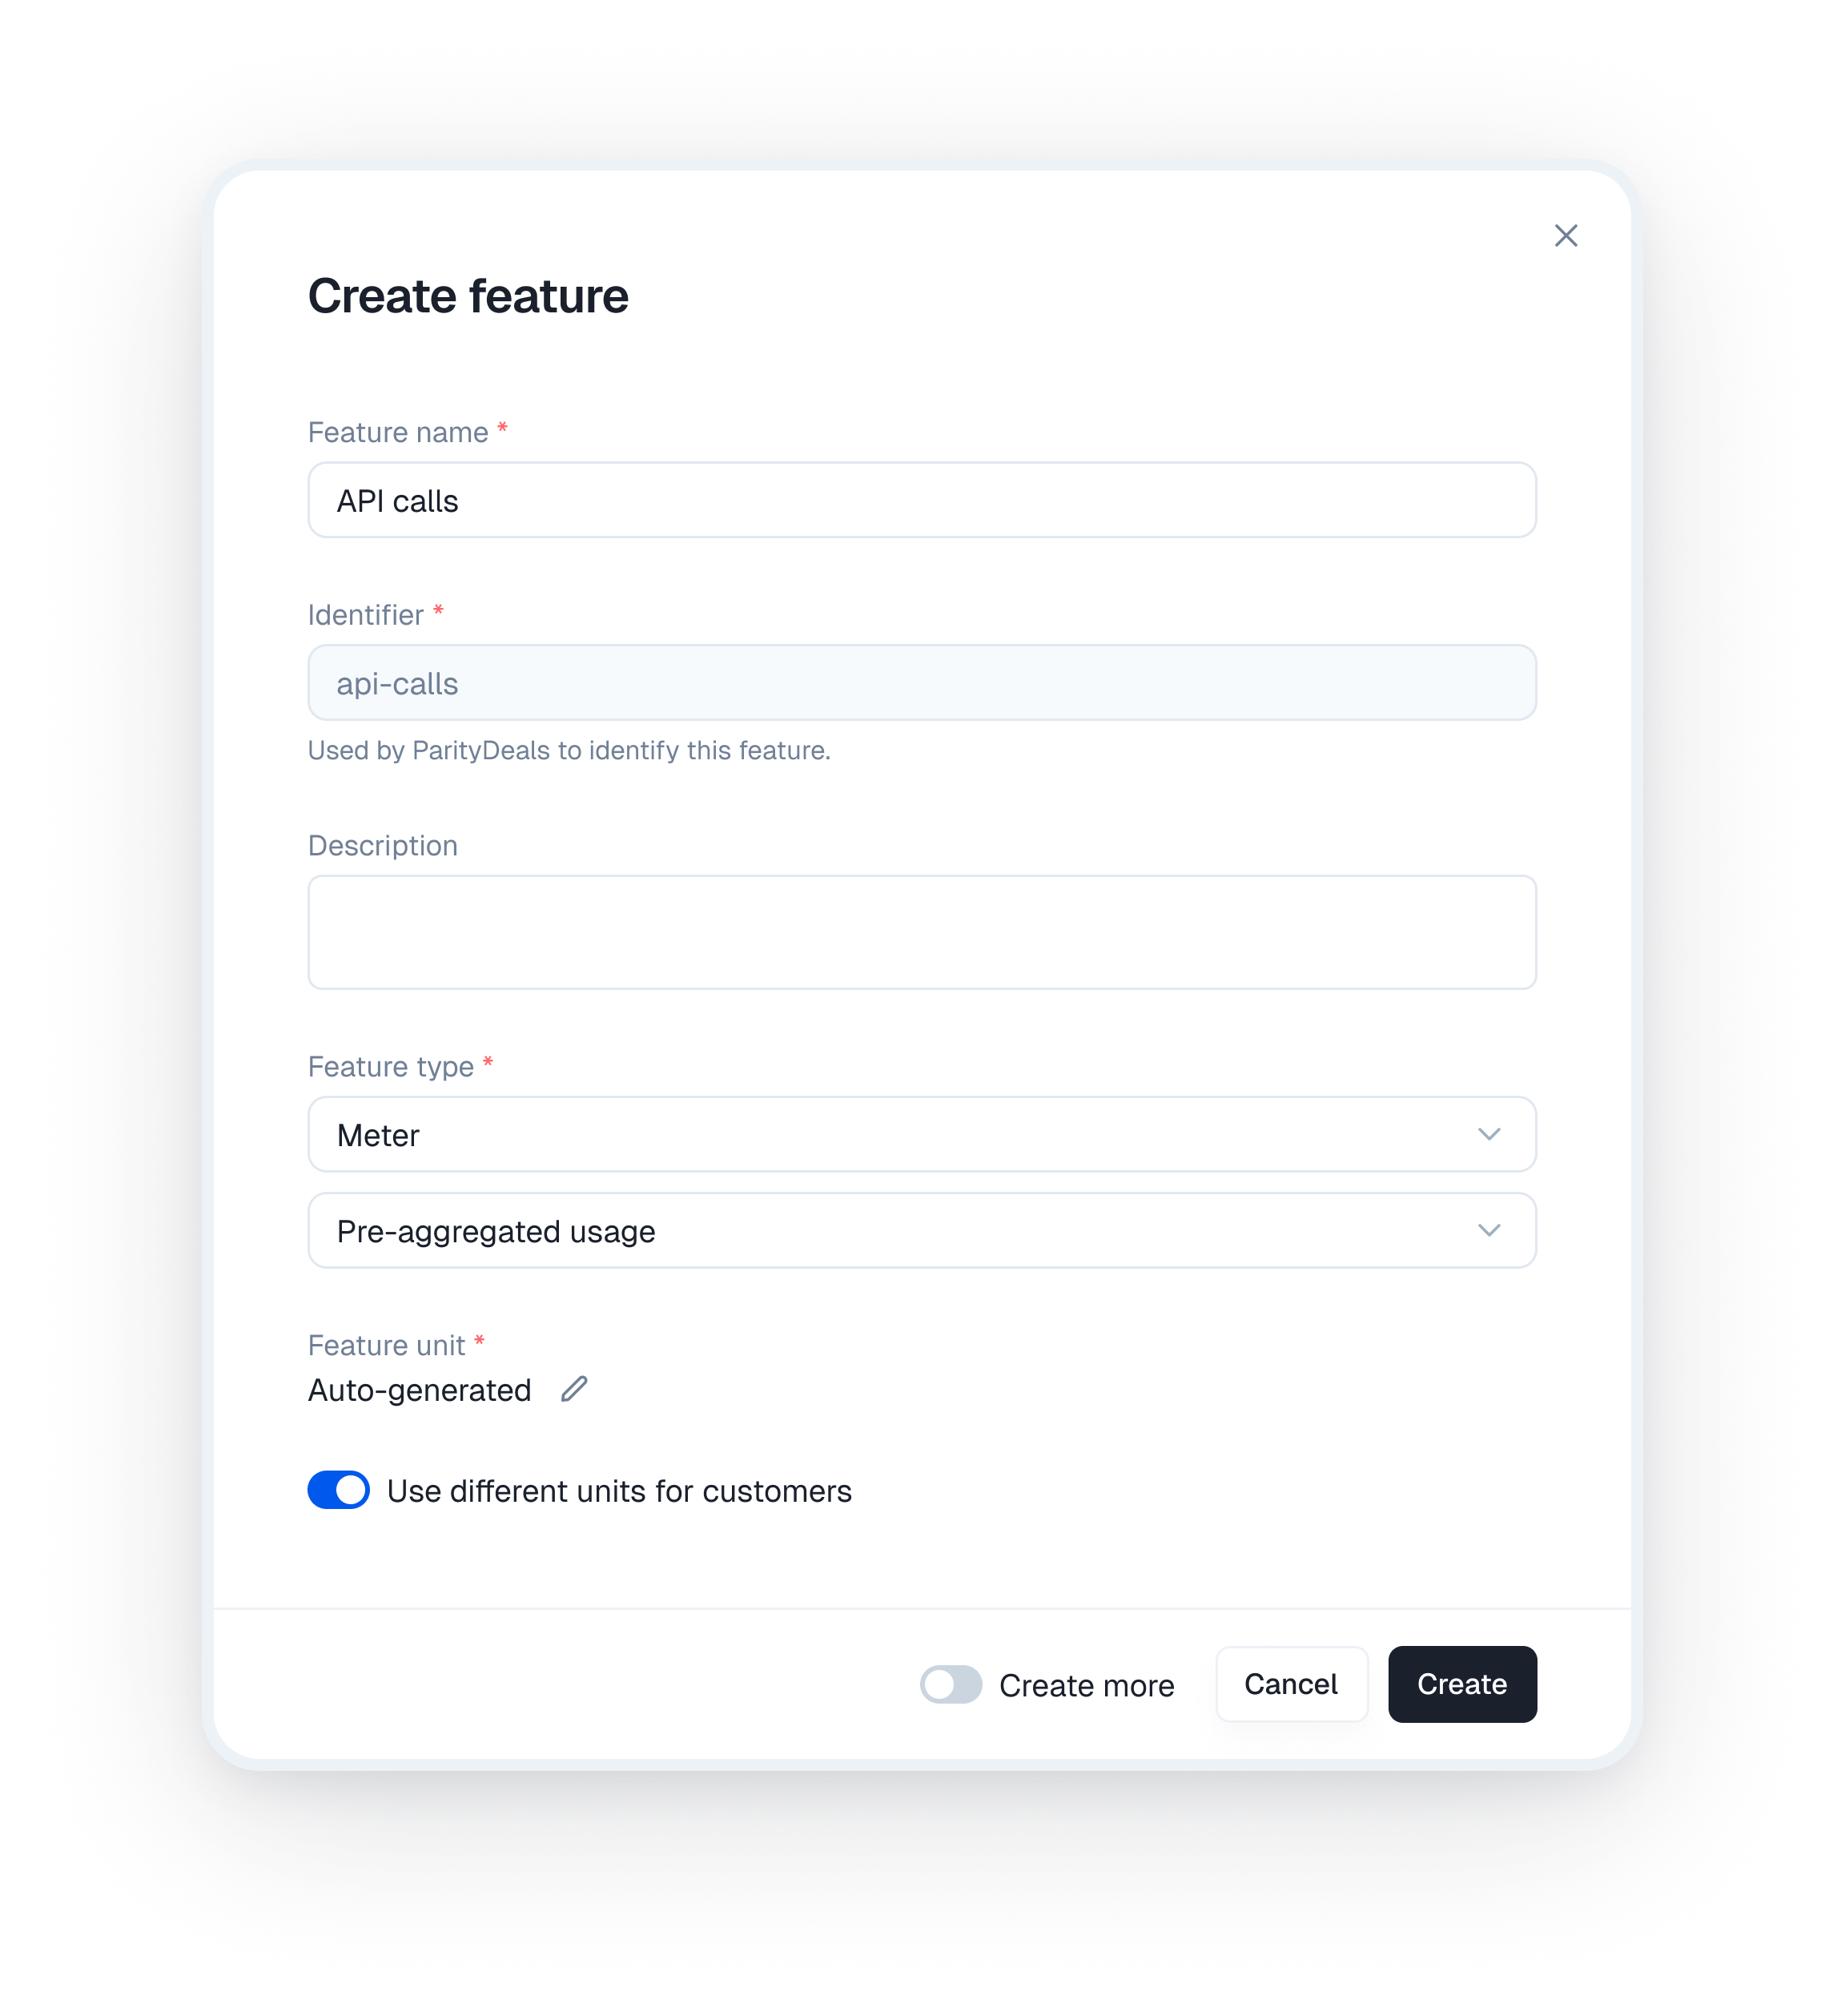 Create feature
Feature name *
API calls
Identifier *
api-calls
Used by ParityDeals to identify this feature.
Description
Feature type *
Meter
Pre-aggregated usage
Feature unit *
Auto-generated
Use different units for customers
Create more
Cancel
Create